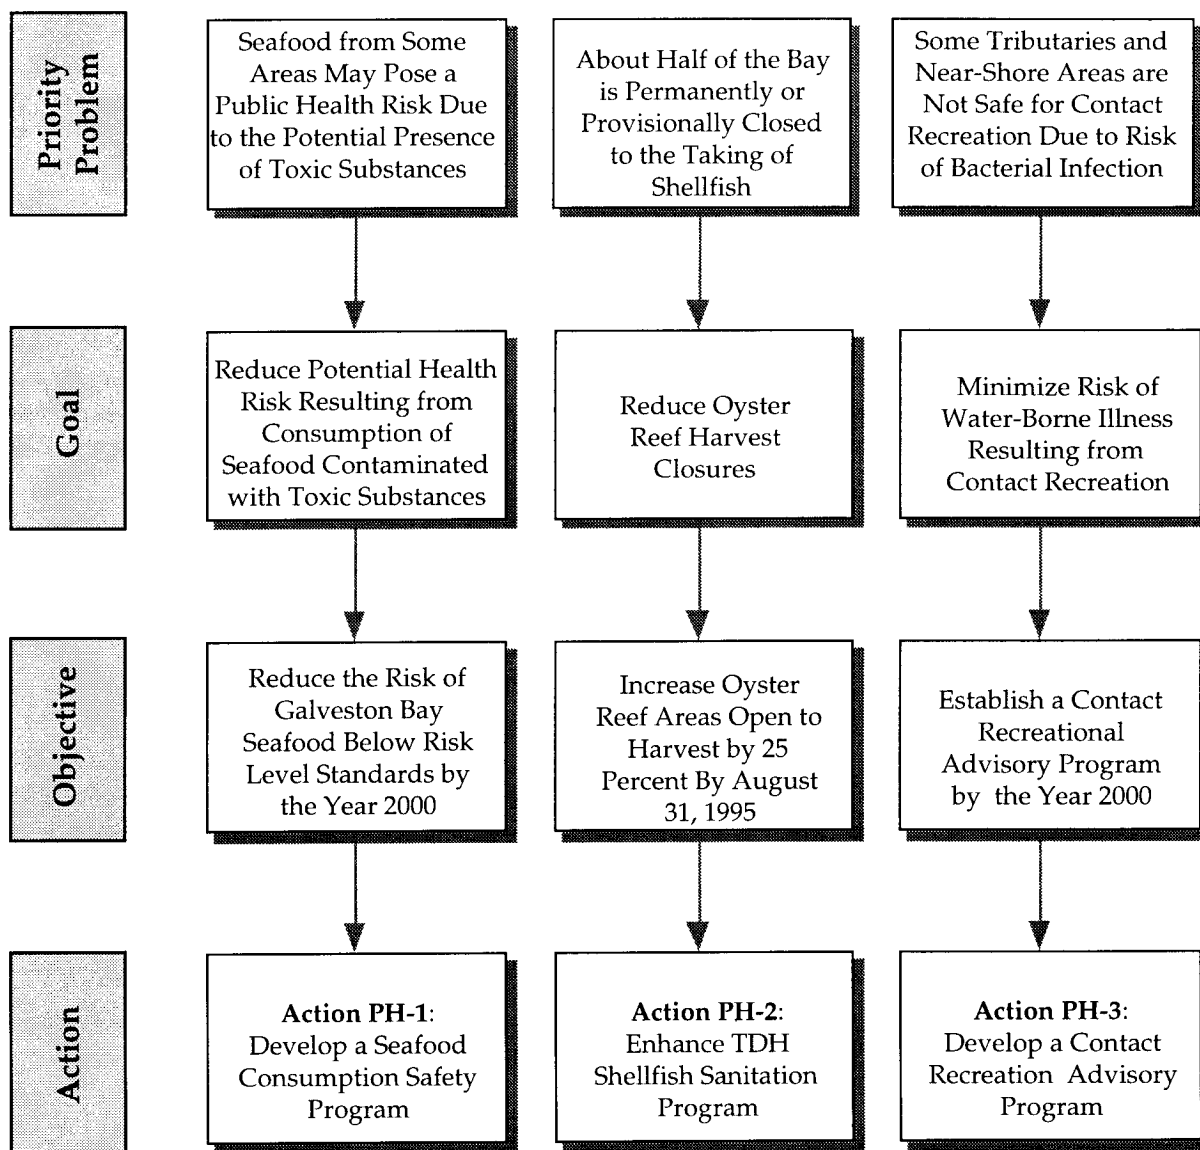 Priority
Problem
Seafood from Some
Areas May Pose a
Public Health Risk Due
to the Potential Presence
of Toxic Substances
About Half of the Bay
is Permanently or
Provisionally Closed
to the Taking of
Shellfish
Some Tributaries and
Near-Shore Areas are
Not Safe for Contact
Recreation Due to Risk
of Bacterial Infection
Goal
Reduce Potential Health
Risk Resulting from
Consumption of
Seafood Contaminated
with Toxic Substances
Reduce Oyster
Reef Harvest
Closures
Minimize Risk of
Water-Borne Illness
Resulting from
Contact Recreation
Objective
Reduce the Risk of
Galveston Bay
Seafood Below Risk
Level Standards by
the Year 2000
Increase Oyster
Reef Areas Open to
Harvest by 25
Percent By August
31, 1995
Establish a Contact
Recreational
Advisory Program
by the Year 2000
Action
Action PH-1:
Develop a Seafood
Consumption Safety
Program
Action PH-2:
Enhance TDH
Shellfish Sanitation
Program
Action PH-3:
Develop a Contact
Recreation Advisory
Program